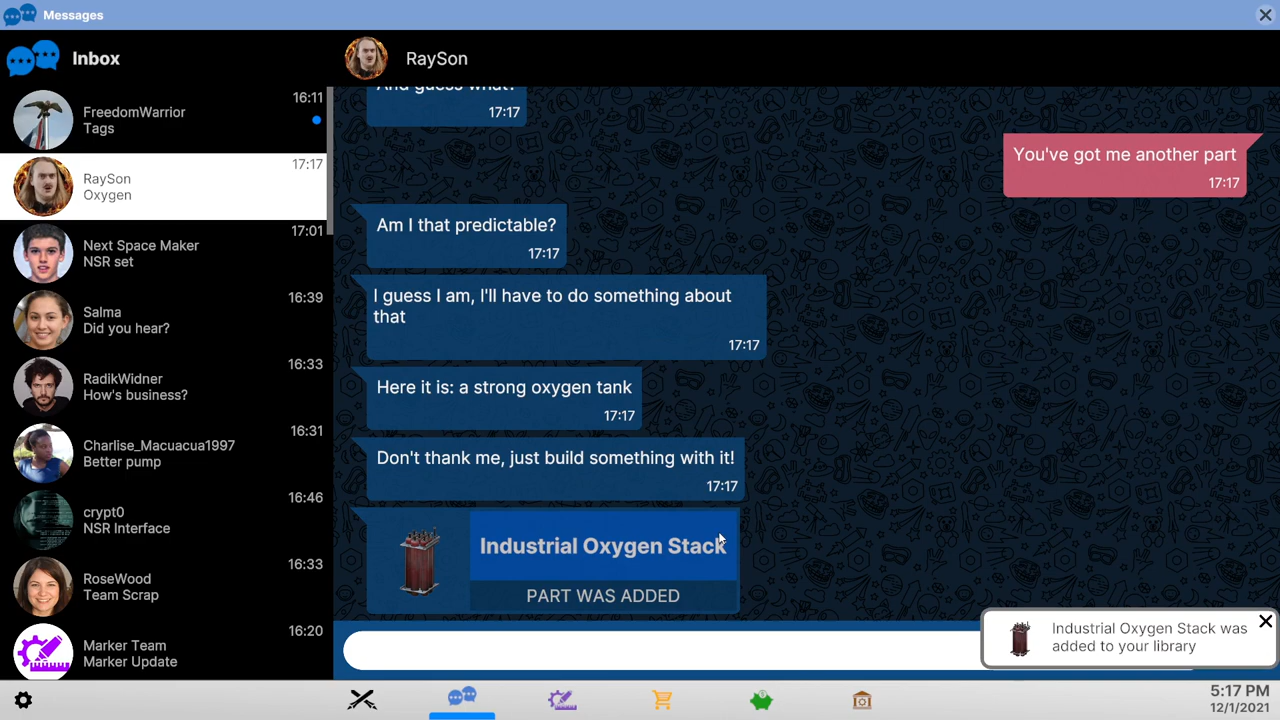 Messages
Inbox
RaySon
16:11
FreedomWarrior
Tags
17:17
RaySon
Oxygen
17:01
Next Space Maker
NSR set
16:39
Salma
Did you hear?
16:33
RadikWidner
How's business?
16:31
Charlise_Macuacua1997
Better pump
16:46
crypt0
NSR Interface
16:33
RoseWood
Team Scrap
16:20
Marker Team
Marker Update
And guess what?
17:17
You've got me another part
17:17
Am I that predictable?
17:17
I guess I am, I'll have to do something about
that
17:17
Here it is: a strong oxygen tank
17:17
Don't thank me, just build something with it!
17:17
Industrial Oxygen Stack
PART WAS ADDED
Industrial Oxygen Stack was
added to your library
5:17 PM
12/1/2021